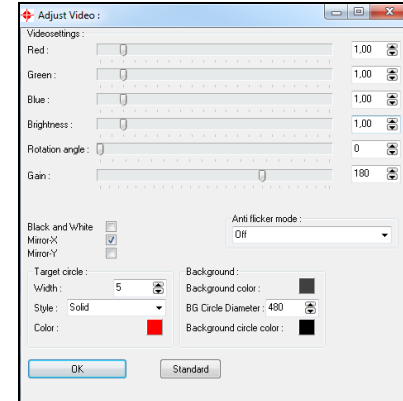 Adjust Video :
Videosettings :
Red : 1,00
Green : 1,00
Blue : 1,00
Brightness : 1,00
Rotation angle : 0
Gain : 180
Black and White
Mirror-X
Mirror-Y
Anti flicker mode :
Off
Target circle :
Width : 5
Style : Solid
Color :
Background :
Background color :
BG Circle Diameter : 480
Background circle color :
OK
Standard